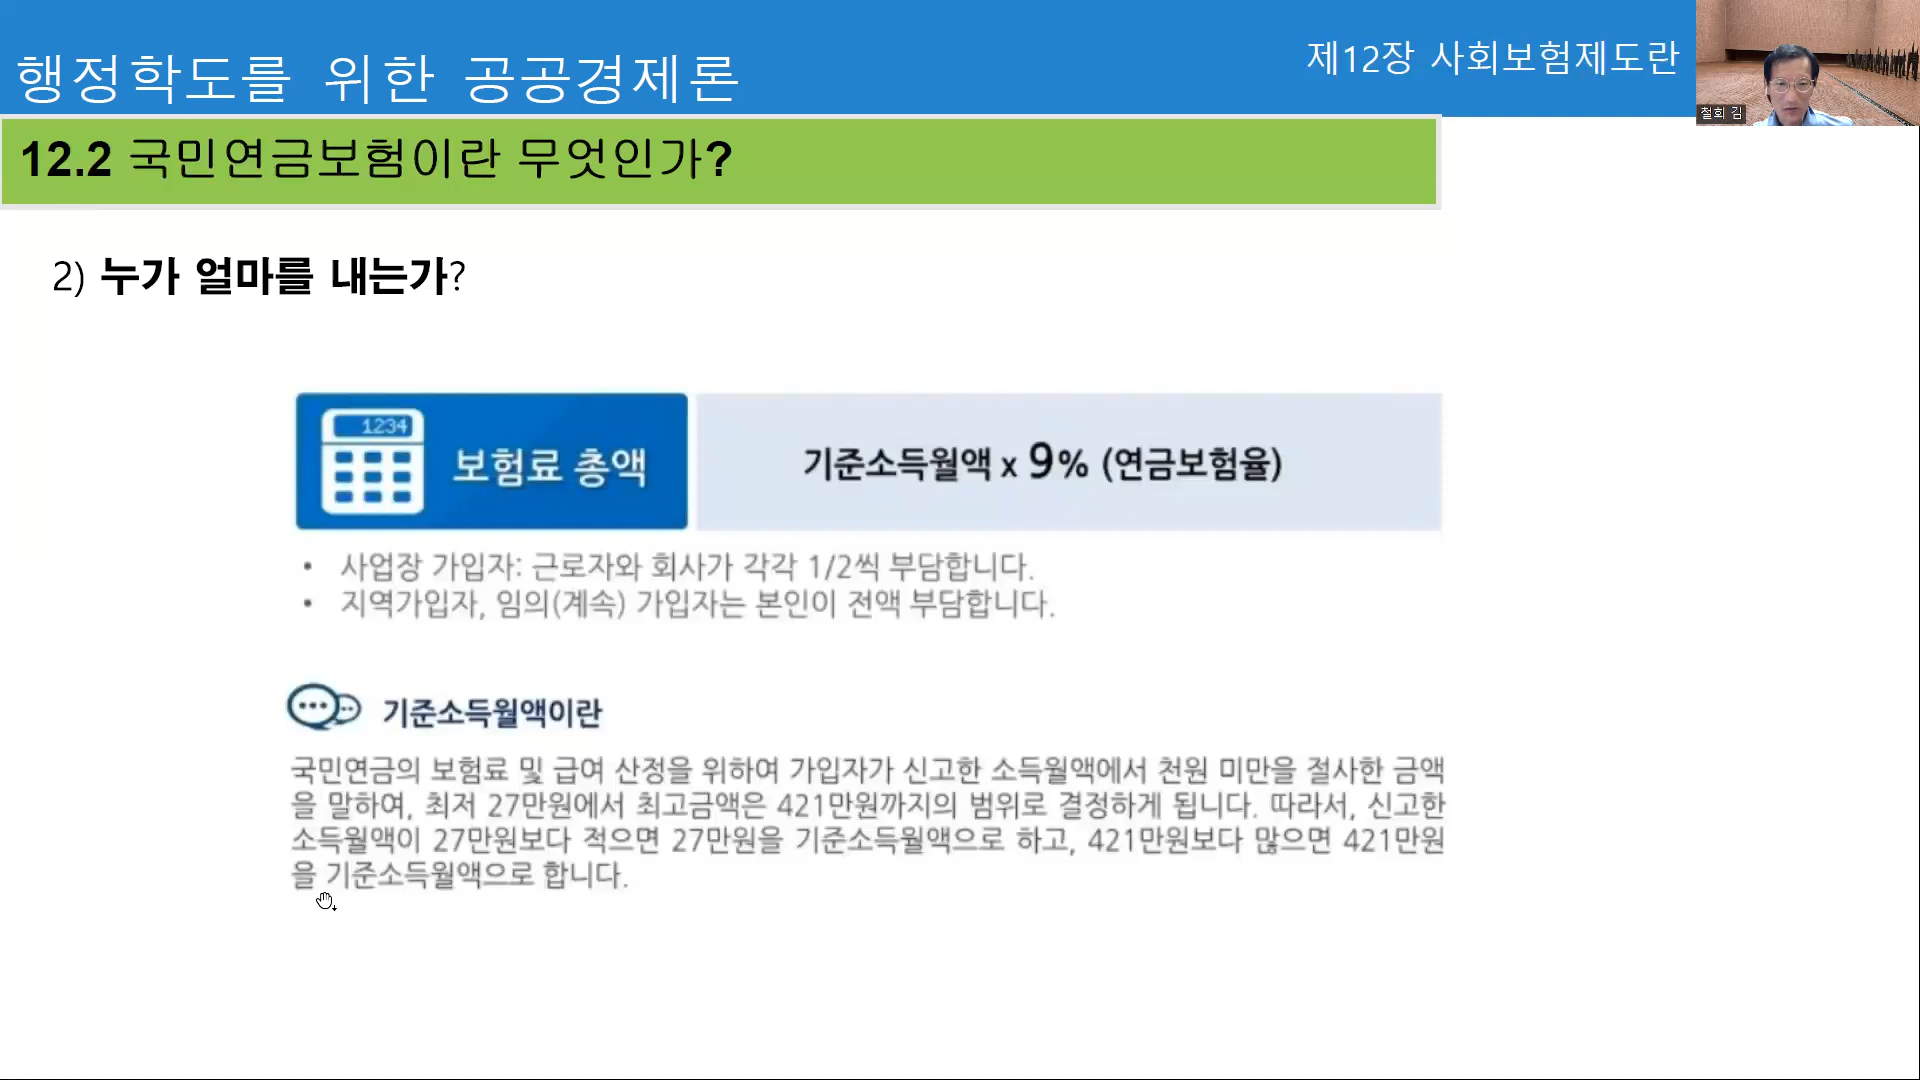 행정학도를 위한 공공경제론
제12장 사회보험제도란
철희 김
12.2 국민연금보험이란 무엇인가?
2) 누가 얼마를 내는가?
1234
보험료 총액
기준소득월액 x 9% (연금보험율)
• 사업장 가입자: 근로자와 회사가 각각 1/2씩 부담합니다.
• 지역가입자, 임의(계속) 가입자는 본인이 전액 부담합니다.
기준소득월액이란
국민연금의 보험료 및 급여 산정을 위하여 가입자가 신고한 소득월액에서 천원 미만을 절사한 금액
을 말하여, 최저 27만원에서 최고금액은 421만원까지의 범위로 결정하게 됩니다. 따라서, 신고한
소득월액이 27만원보다 적으면 27만원을 기준소득월액으로 하고, 421만원보다 많으면 421만원
을 기준소득월액으로 합니다.